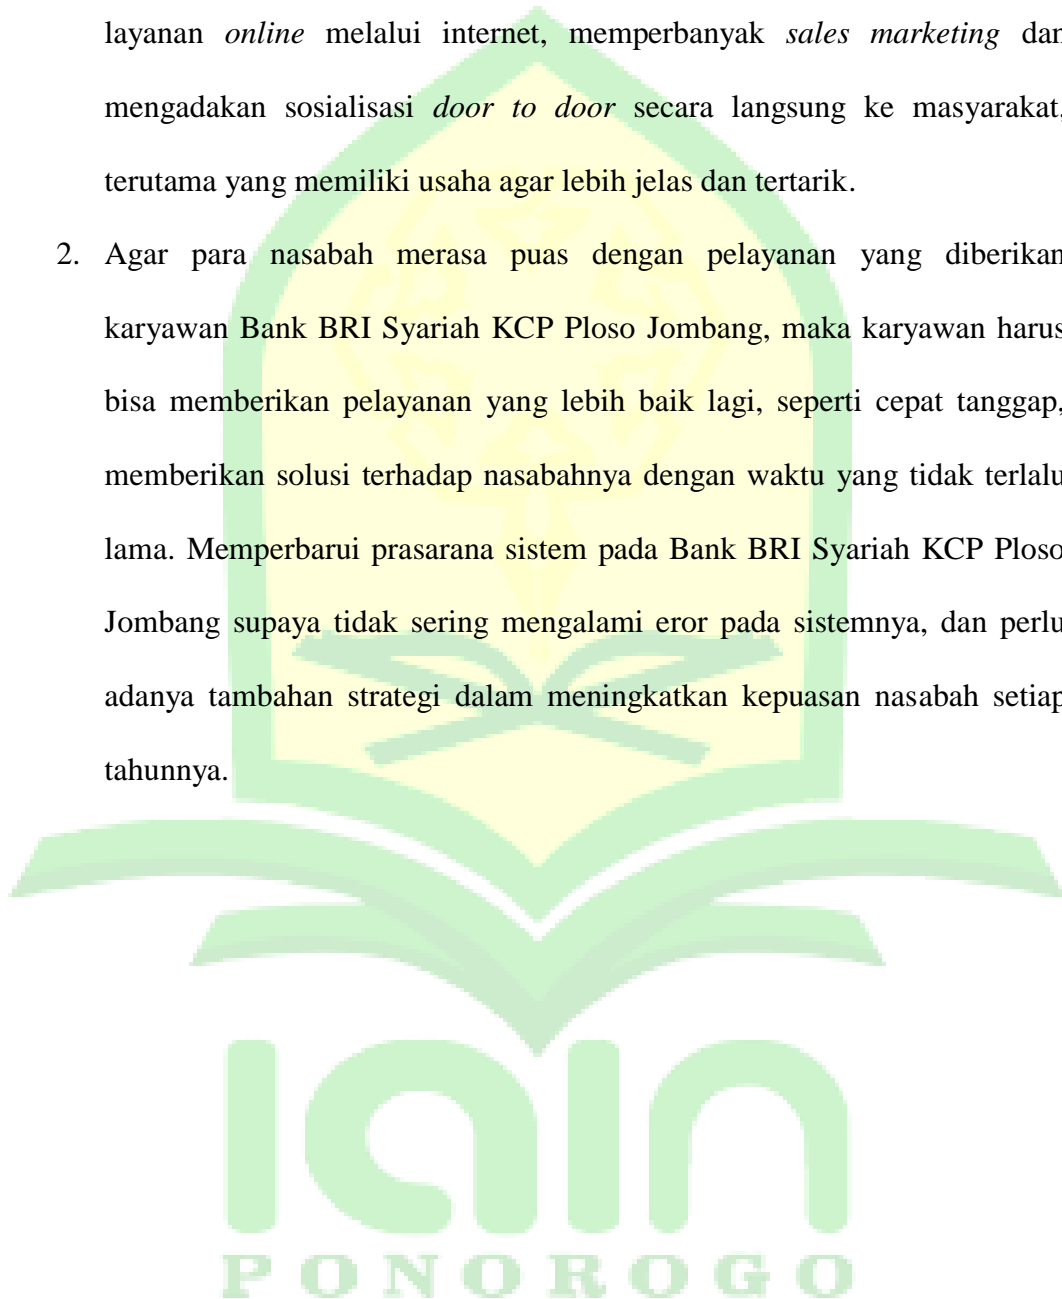 layanan online melalui internet, memperbanyak sales marketing dan
mengadakan sosialisasi door to door secara langsung ke masyarakat,
terutama yang memiliki usaha agar lebih jelas dan tertarik.
2. Agar para nasabah merasa puas dengan pelayanan yang diberikan
karyawan Bank BRI Syariah KCP Ploso Jombang, maka karyawan harus
bisa memberikan pelayanan yang lebih baik lagi, seperti cepat tanggap,
memberikan solusi terhadap nasabahnya dengan waktu yang tidak terlalu
lama. Memperbarui prasarana sistem pada Bank BRI Syariah KCP Ploso
Jombang supaya tidak sering mengalami eror pada sistemnya, dan perlu
adanya tambahan strategi dalam meningkatkan kepuasan nasabah setiap
tahunnya.
iain
PONOROGO